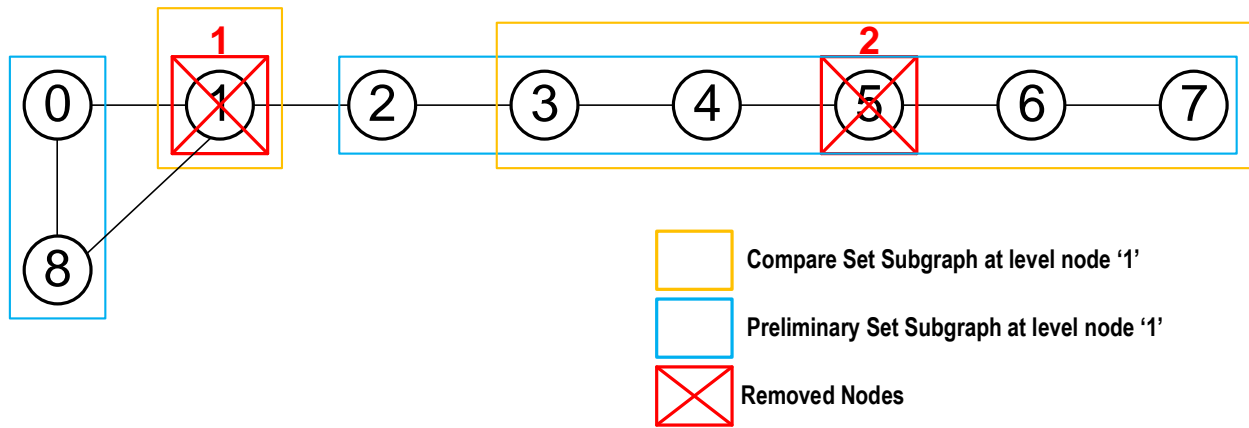 1 2
0 1 2 3 4 5 6 7
8
Compare Set Subgraph at level node ‘1’
Preliminary Set Subgraph at level node ‘1’
Removed Nodes